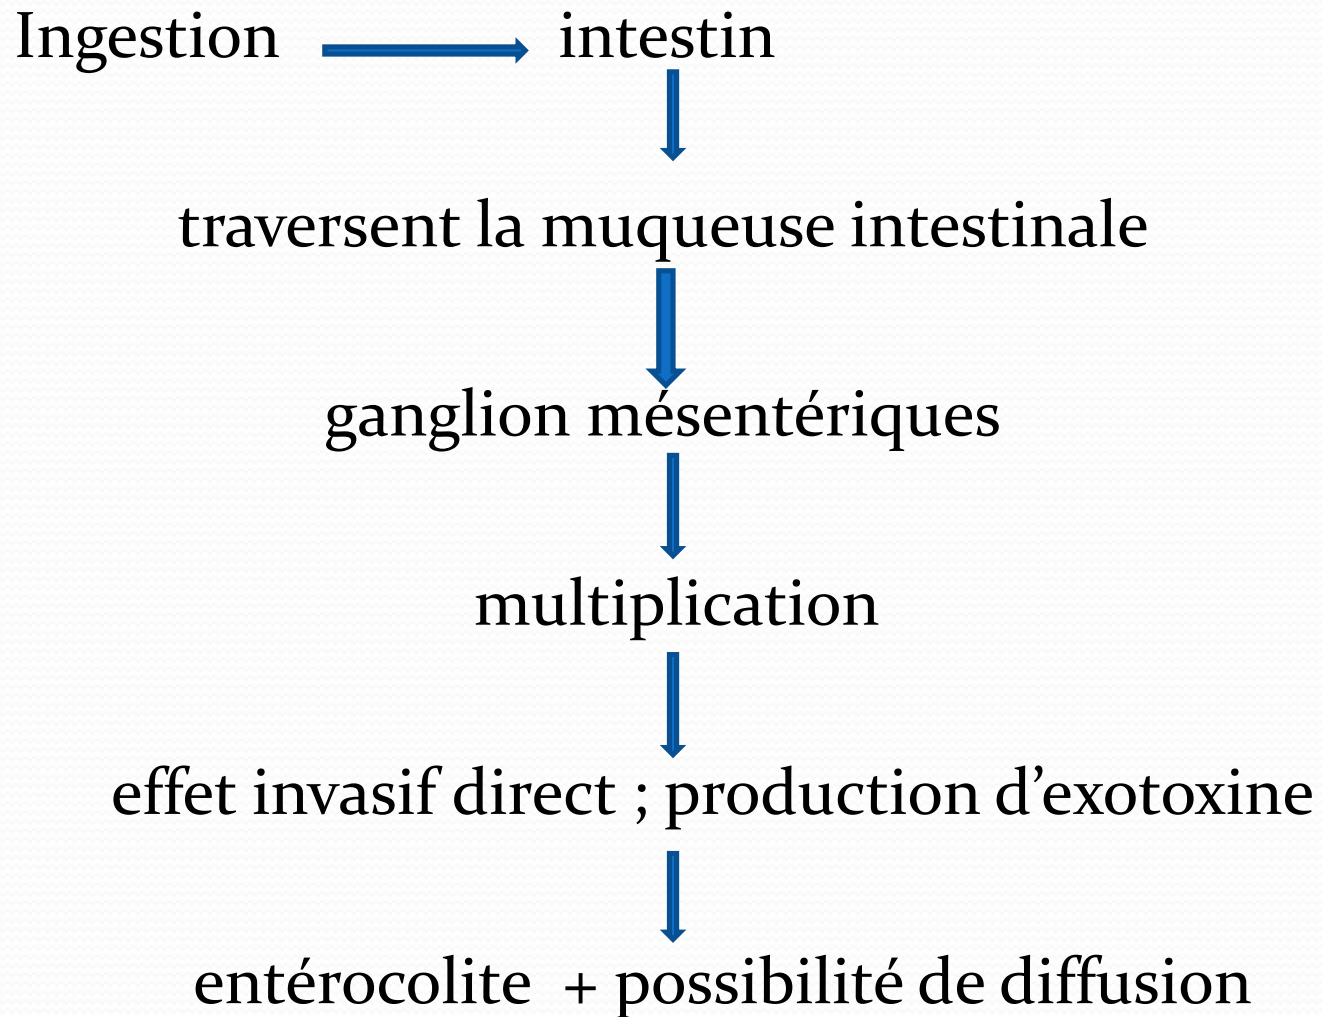 Ingestion intestin
traversent la muqueuse intestinale
ganglion mésentériques
multiplication
effet invasif direct ; production d’exotoxine
entérocolite + possibilité de diffusion